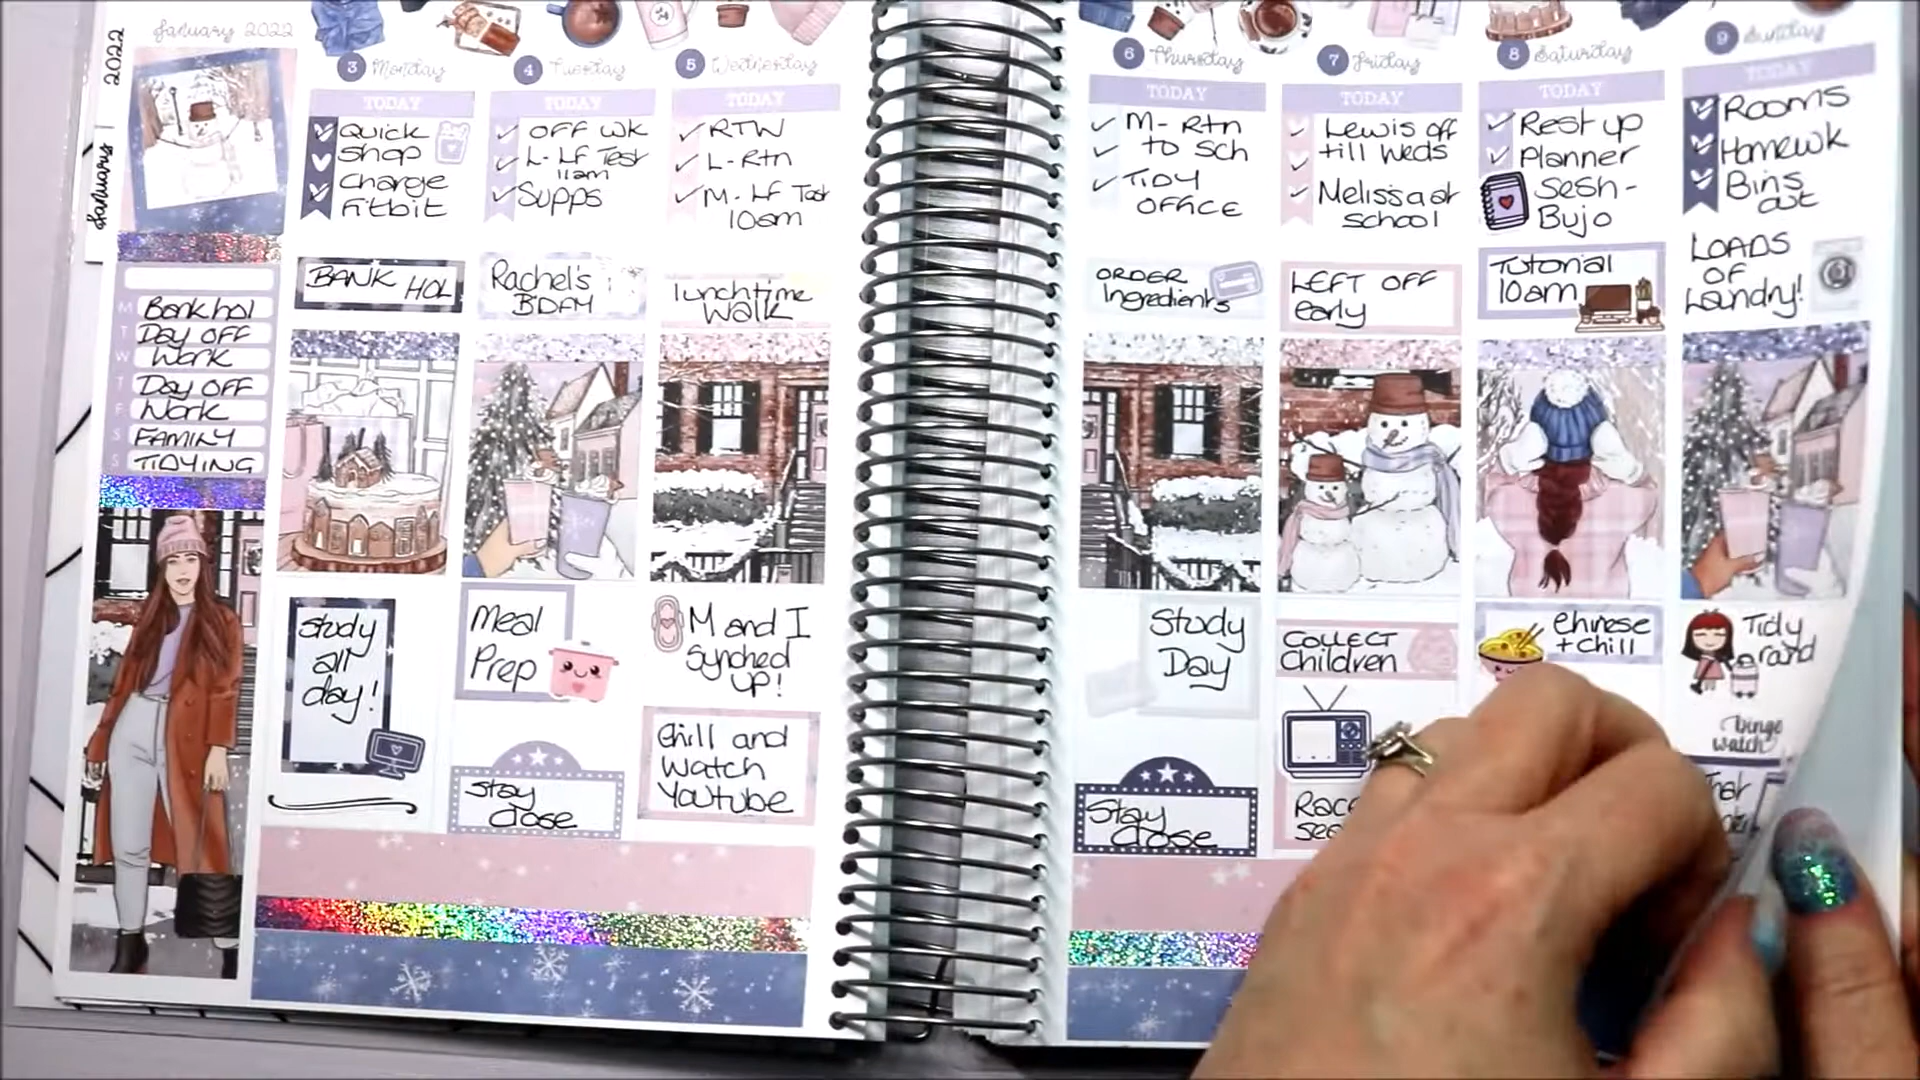 2022
January
January 2022
M Bank hol
T Day OFF
W Work
T Day OFF
F Work
S FAMILY
S TIDYING
3 Monday
TODAY
Quick
Shop
Charge
Fitbit
BANK HOL
Study
all
day!
4 Tuesday
TODAY
OFF WK
L- LF Test
11am
Supps
Rachel's
B'DAY
Meal
Prep
Stay
Close
5 Wednesday
TODAY
RTW
L-Rtn
M-LF Test
10am
lunchtime
Walk
M and I
Synched
up!
Chill and
Watch
Youtube
6 Thursday
TODAY
M- Rtn
to Sch
TIDY
OFFICE
ORDER
Ingredients
Study
Day
Stay
Close
7 Friday
TODAY
Lewis off
till Weds
Melissa at
school
LEFT OFF
early
COLLECT
Children
8 Saturday
TODAY
Rest up
Planner
Sesh-
Bujo
Tutorial
10am
Chinese
+ chill
9 Sunday
TODAY
Rooms
Homewk
Bins
out
LOADS
OF
Laundry!
Tidy
binge
watch